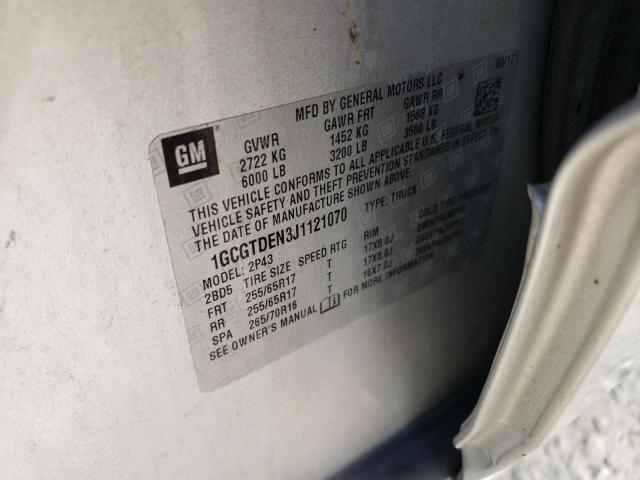 08/17
MFD BY GENERAL MOTORS LLC
GM
GVWR GAWR FRT GAWR RR
2722 KG 1452 KG 1588 KG
6000 LB 3200 LB 3500 LB
THIS VEHICLE CONFORMS TO ALL APPLICABLE U.S. FEDERAL MOTOR
VEHICLE SAFETY AND THEFT PREVENTION STANDARDS IN EFFECT ON
THE DATE OF MANUFACTURE SHOWN ABOVE.
1GCGTDEN3J1121070 TYPE: TRUCK
MODEL: 2P43
2BD5 TIRE SIZE SPEED RTG RIM COLD TIRE PRESSURE
FRT 255/65R17 T 17X8.0J
RR 255/65R17 T 17X8.0J
SPA 265/70R16 T 16X7.0J
SEE OWNER'S MANUAL FOR MORE INFORMATION